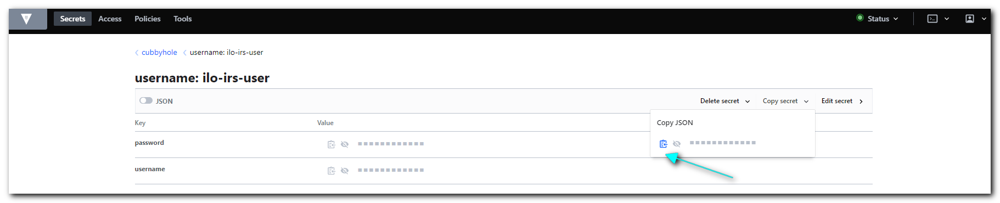 Secrets Access Policies Tools Status
cubbyhole username: ilo-irs-user
username: ilo-irs-user
JSON Delete secret Copy secret Edit secret
Key Value Copy JSON
password
username